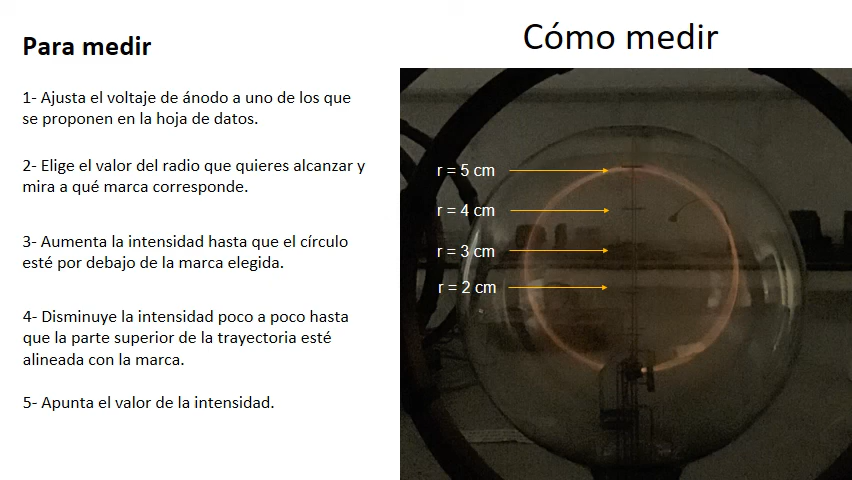 Para medir
1- Ajusta el voltaje de ánodo a uno de los que
se proponen en la hoja de datos.
2- Elige el valor del radio que quieres alcanzar y
mira a qué marca corresponde.
3- Aumenta la intensidad hasta que el círculo
esté por debajo de la marca elegida.
4- Disminuye la intensidad poco a poco hasta
que la parte superior de la trayectoria esté
alineada con la marca.
5- Apunta el valor de la intensidad.
Cómo medir
r = 5 cm
r = 4 cm
r = 3 cm
r = 2 cm